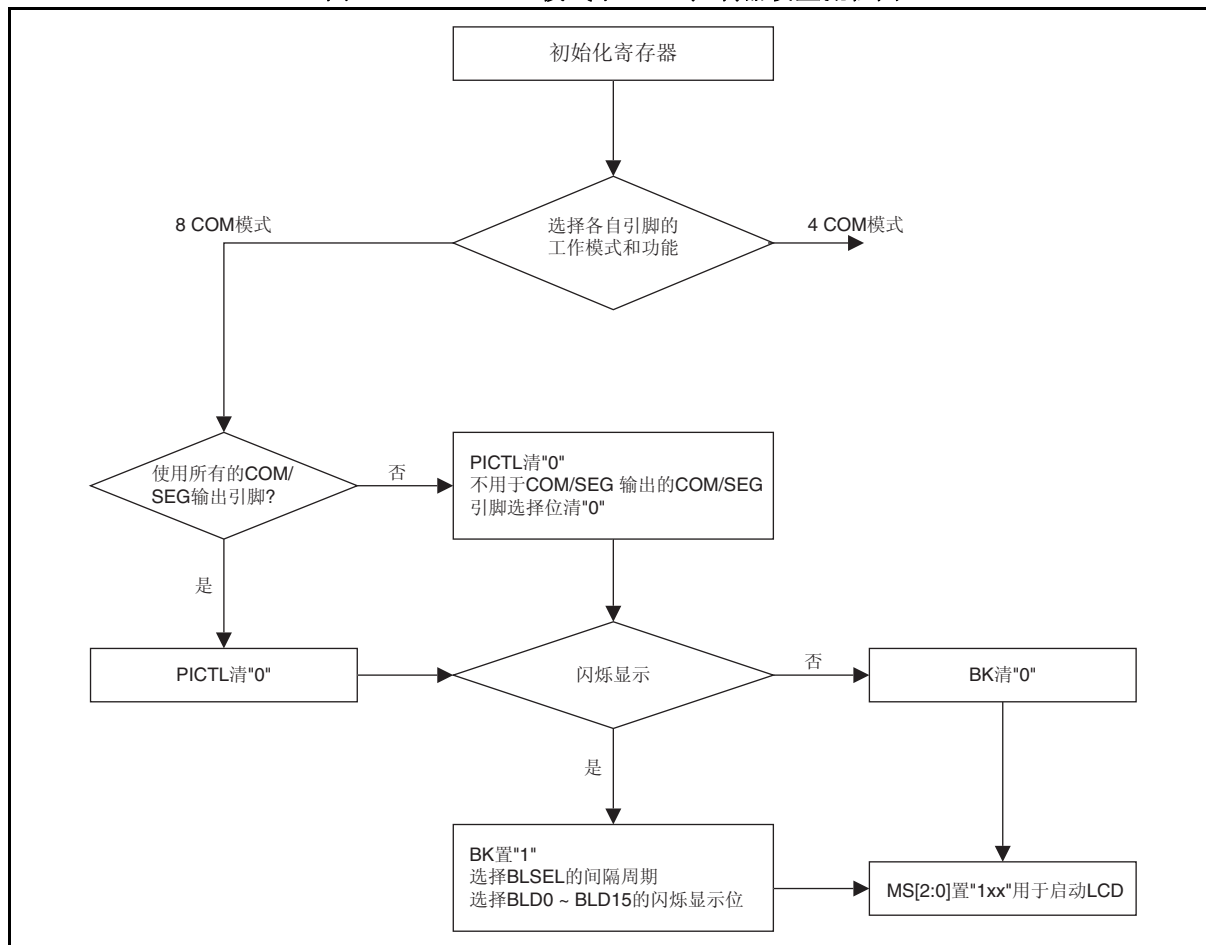 初始化寄存器
选择各自引脚的
工作模式和功能
8 COM模式
4 COM模式
使用所有的COM/
SEG输出引脚?
否
PICTL清"0"
不用于COM/SEG 输出的COM/SEG
引脚选择位清"0"
是
PICTL清"0"
闪烁显示
否
BK清"0"
是
BK置"1"
选择BLSEL的间隔周期
选择BLD0 ~ BLD15的闪烁显示位
MS[2:0]置"1xx"用于启动LCD